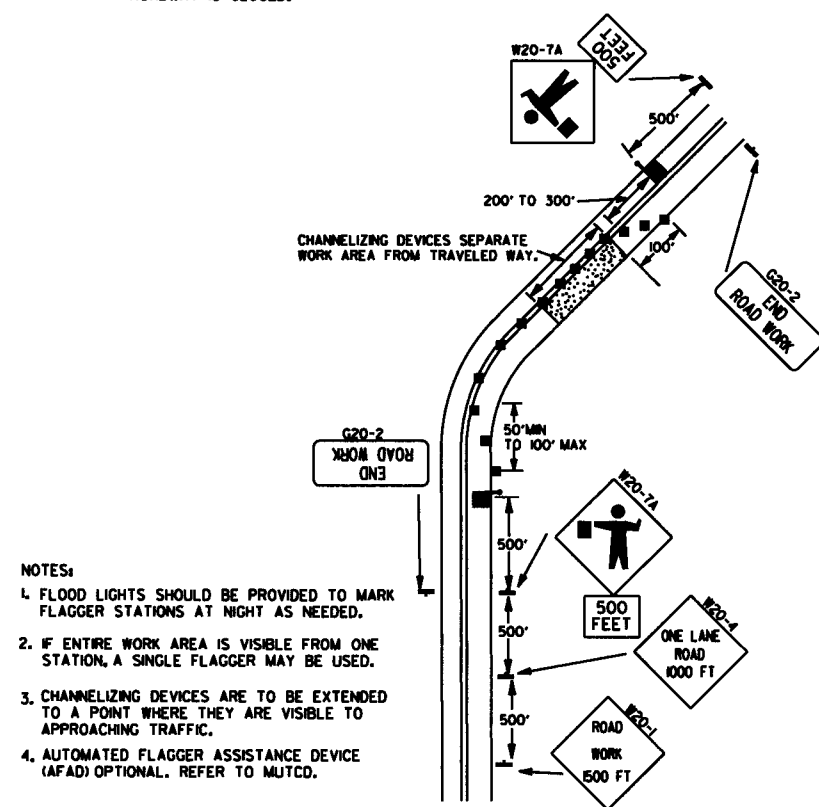 W20-7A
500
FEET
500'
200' TO 300'
CHANNELIZING DEVICES SEPARATE
WORK AREA FROM TRAVELED WAY.
100'
G20-2
END
ROAD WORK
50'MIN
TO 100' MAX
G20-2
END
ROAD WORK
W20-7A
500'
500
FEET
500'
W20-4
ONE LANE
ROAD
1000 FT
500'
W20-1
ROAD
WORK
1500 FT
NOTES:
1. FLOOD LIGHTS SHOULD BE PROVIDED TO MARK
FLAGGER STATIONS AT NIGHT AS NEEDED.
2. IF ENTIRE WORK AREA IS VISIBLE FROM ONE
STATION, A SINGLE FLAGGER MAY BE USED.
3. CHANNELIZING DEVICES ARE TO BE EXTENDED
TO A POINT WHERE THEY ARE VISIBLE TO
APPROACHING TRAFFIC.
4. AUTOMATED FLAGGER ASSISTANCE DEVICE
(AFAD) OPTIONAL. REFER TO MUTCD.